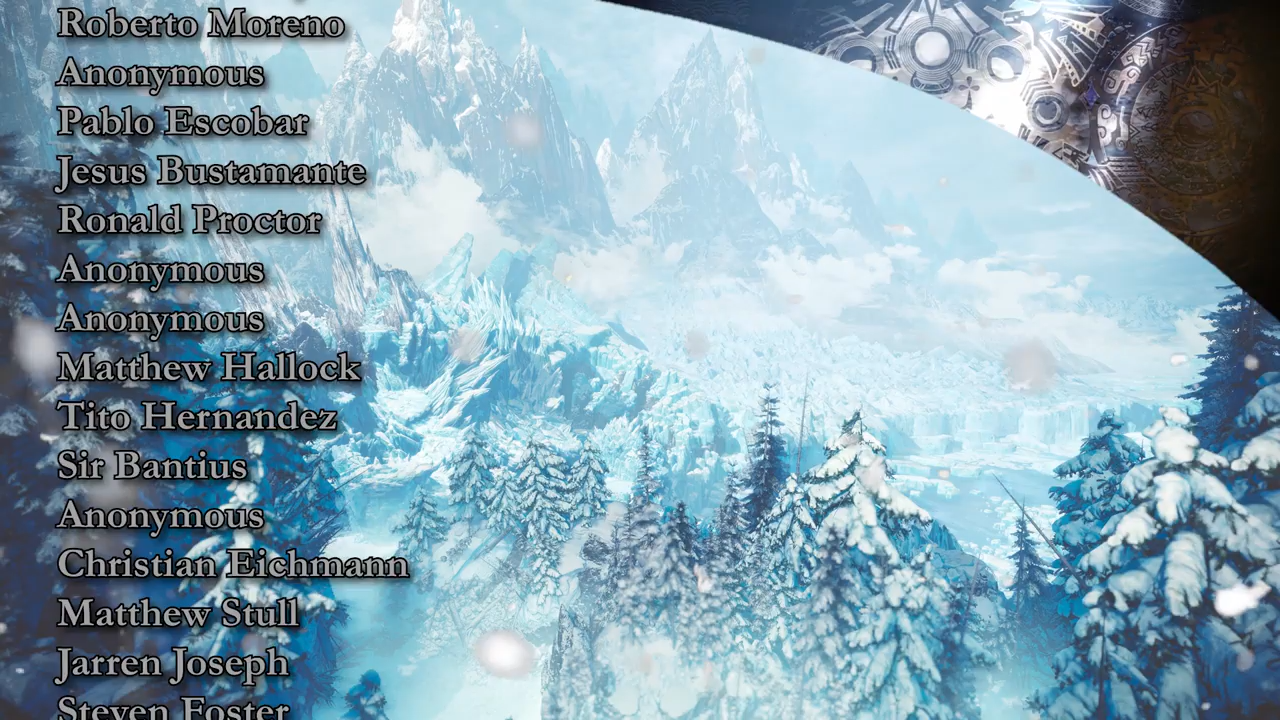 Roberto Moreno
Anonymous
Pablo Escobar
Jesus Bustamante
Ronald Proctor
Anonymous
Anonymous
Matthew Hallock
Tito Hernandez
Sir Bantius
Anonymous
Christian Eichmann
Matthew Stull
Jarren Joseph
Steven Foster